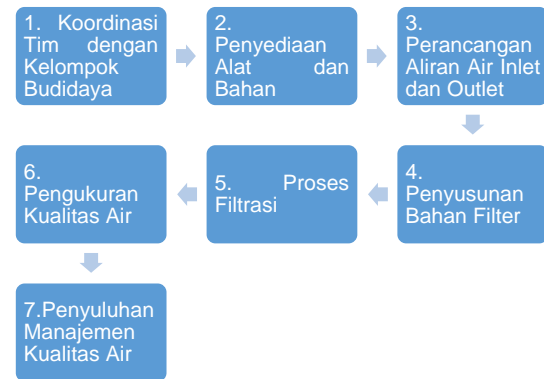 1. Koordinasi
Tim dengan
Kelompok
Budidaya
2.
Penyediaan
Alat dan
Bahan
3.
Perancangan
Aliran Air Inlet
dan Outlet
4.
Penyusunan
Bahan Filter
5. Proses
Filtrasi
6.
Pengukuran
Kualitas Air
7.Penyuluhan
Manajemen
Kualitas Air